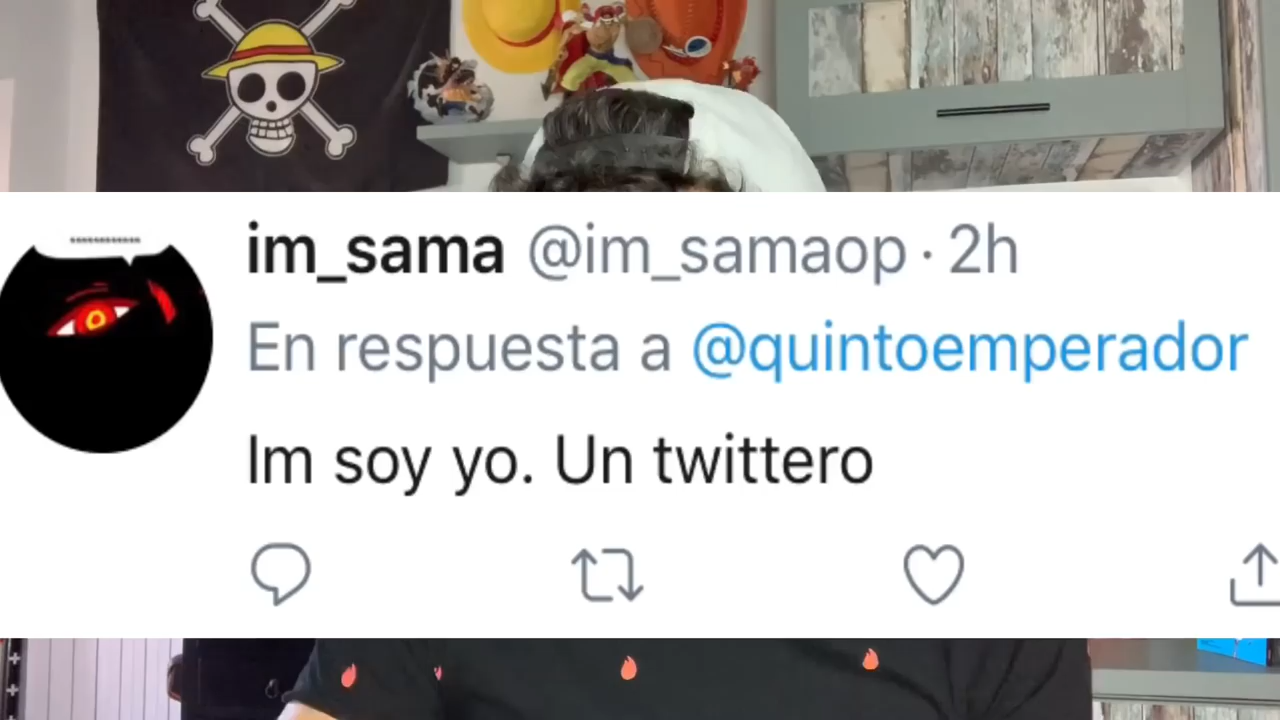 im_sama @im_samaop · 2h
En respuesta a @quintoemperador
Im soy yo. Un twittero